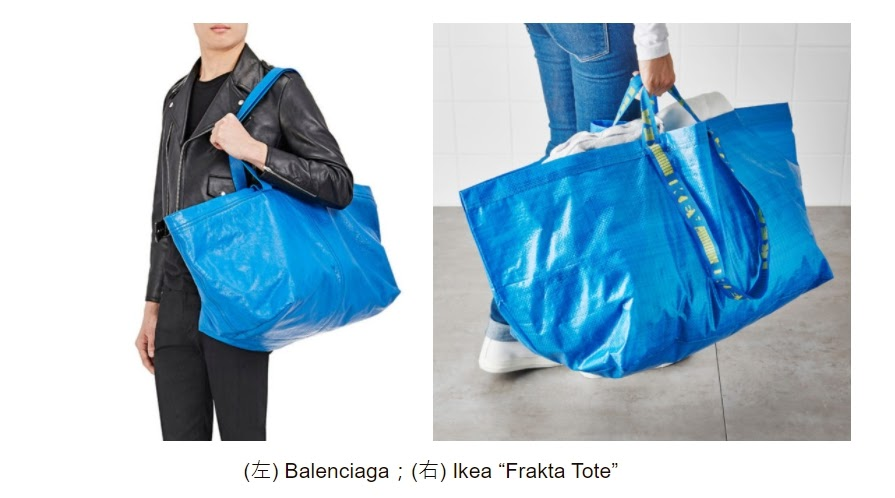 (左) Balenciaga；(右) Ikea “Frakta Tote”